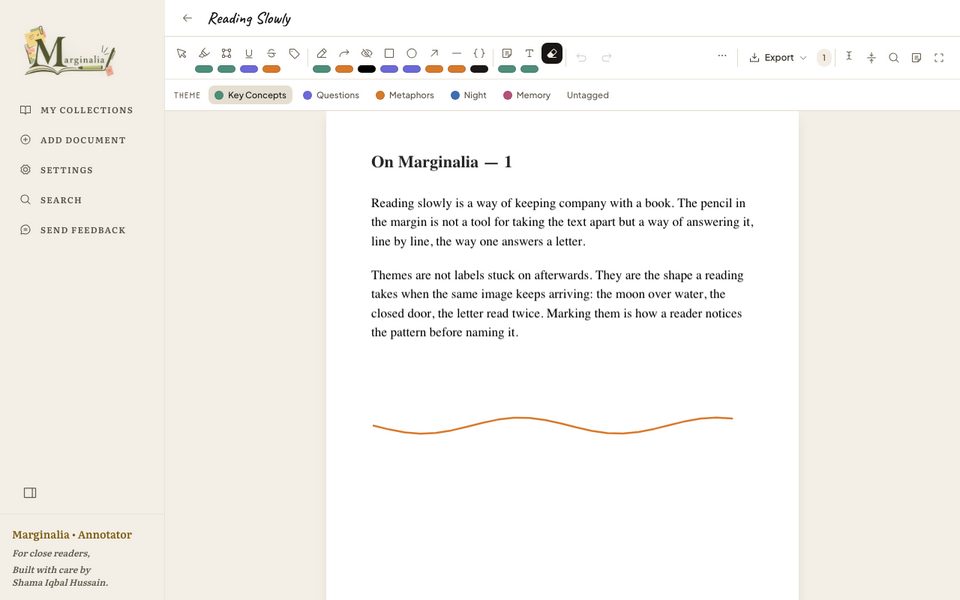 Marginalia
MY COLLECTIONS
ADD DOCUMENT
SETTINGS
SEARCH
SEND FEEDBACK
Marginalia • Annotator
For close readers,
Built with care by
Shama Iqbal Hussain.
Reading Slowly
Export
1
THEME
Key Concepts
Questions
Metaphors
Night
Memory
Untagged
On Marginalia — 1
Reading slowly is a way of keeping company with a book. The pencil in
the margin is not a tool for taking the text apart but a way of answering it,
line by line, the way one answers a letter.
Themes are not labels stuck on afterwards. They are the shape a reading
takes when the same image keeps arriving: the moon over water, the
closed door, the letter read twice. Marking them is how a reader notices
the pattern before naming it.